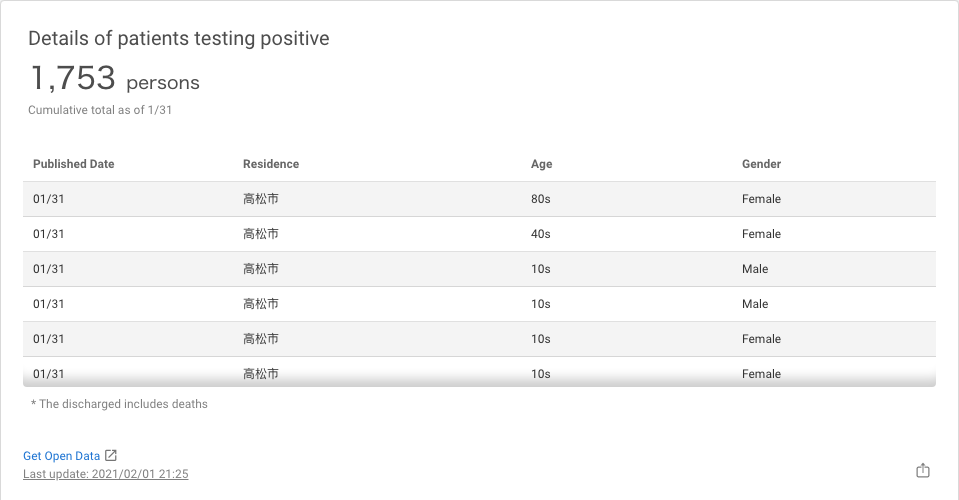 Details of patients testing positive
1,753 persons
Cumulative total as of 1/31
Published Date Residence Age Gender
01/31 高松市 80s Female
01/31 高松市 40s Female
01/31 高松市 10s Male
01/31 高松市 10s Male
01/31 高松市 10s Female
01/31 高松市 10s Female
* The discharged includes deaths
Get Open Data
Last update: 2021/02/01 21:25